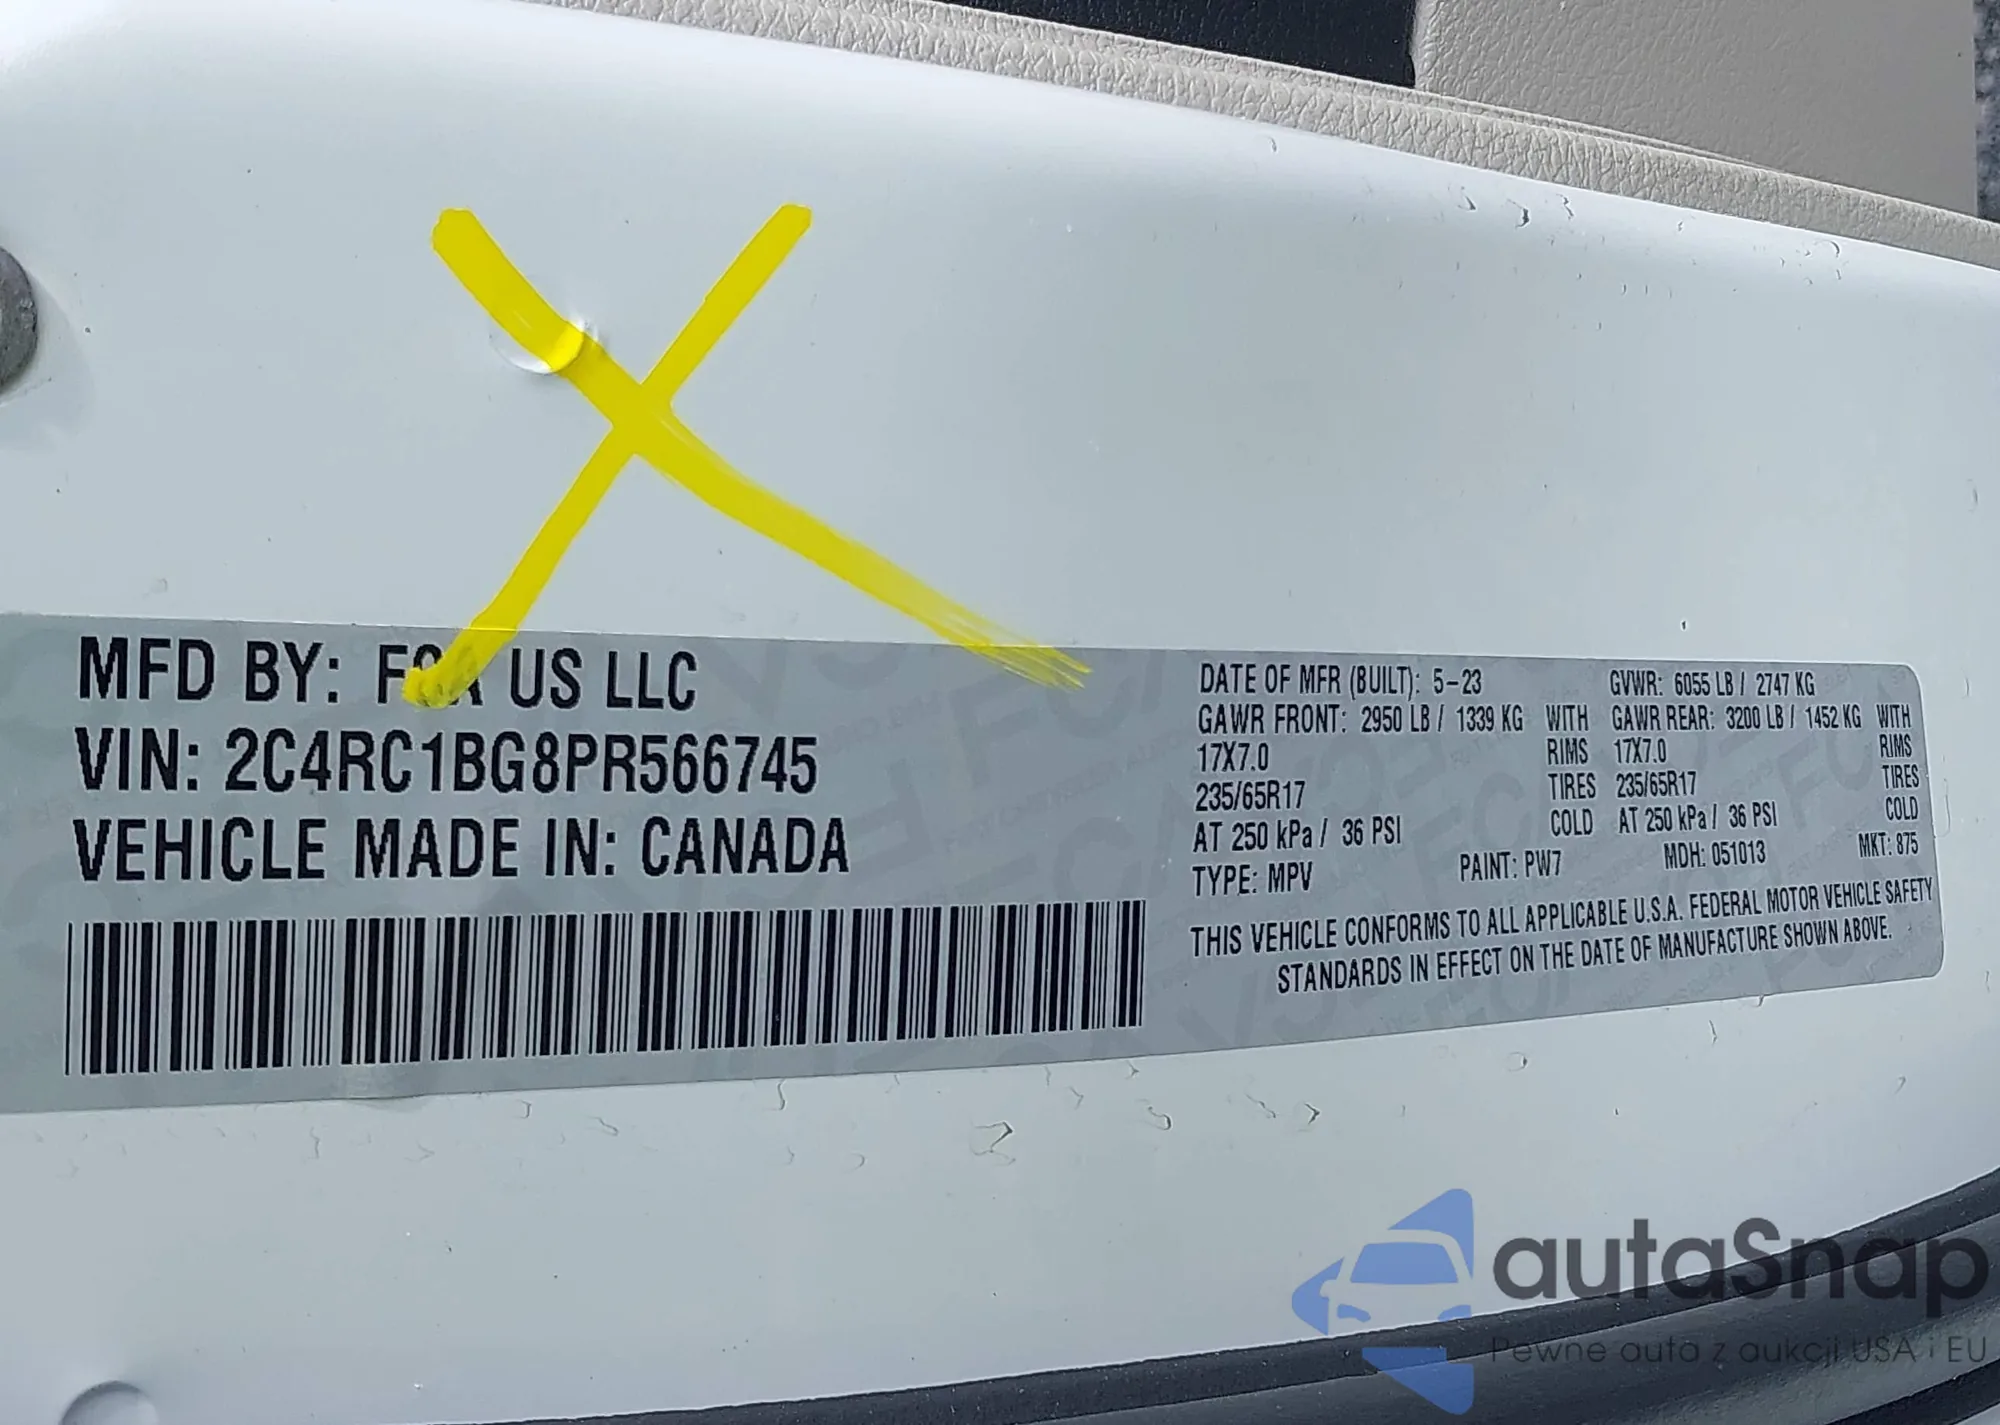 MFD BY: FCA US LLC
VIN: 2C4RC1BG8PR566745
VEHICLE MADE IN: CANADA
DATE OF MFR (BUILT): 5-23 GVWR: 6055 LB / 2747 KG
GAWR FRONT: 2950 LB / 1339 KG WITH GAWR REAR: 3200 LB / 1452 KG WITH
17X7.0 RIMS 17X7.0 RIMS
235/65R17 TIRES 235/65R17 TIRES
AT 250 kPa / 36 PSI COLD AT 250 kPa / 36 PSI COLD
TYPE: MPV PAINT: PW7 MDH: 051013 MKT: 875
THIS VEHICLE CONFORMS TO ALL APPLICABLE U.S.A. FEDERAL MOTOR VEHICLE SAFETY
STANDARDS IN EFFECT ON THE DATE OF MANUFACTURE SHOWN ABOVE.
autaSnap
Pewne auta z aukcji USA i EU